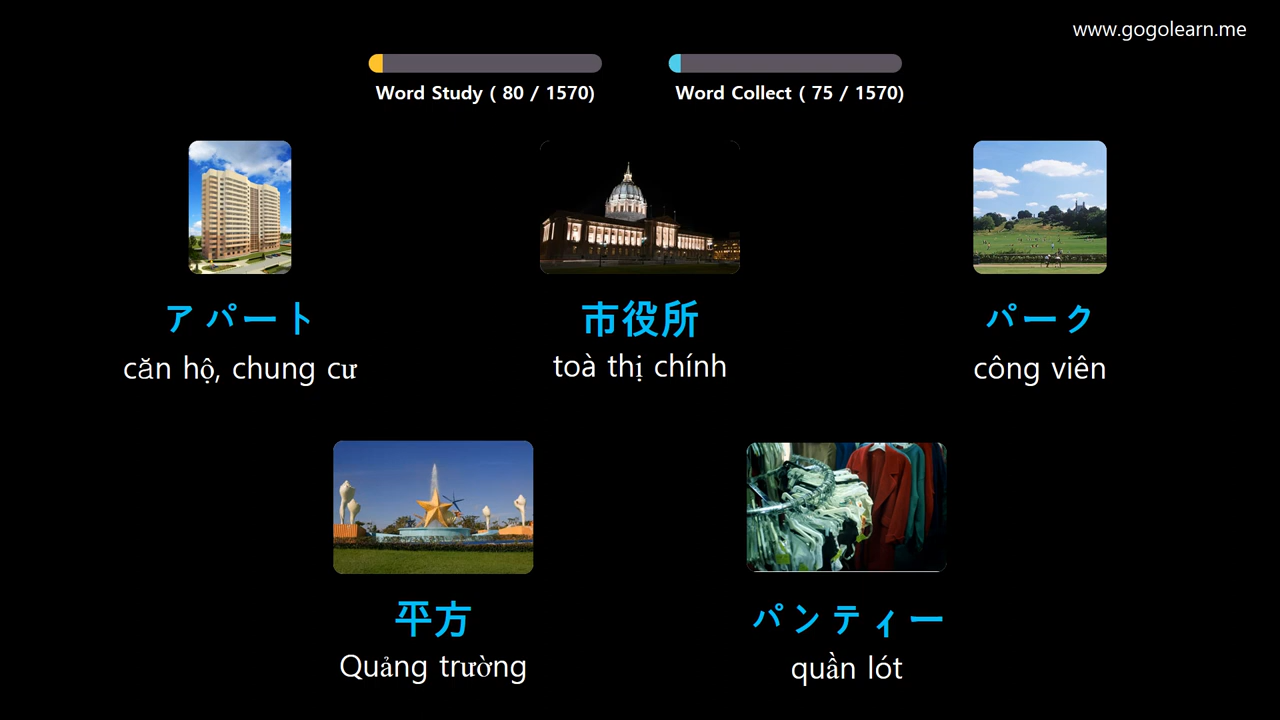 www.gogolearn.me
Word Study ( 80 / 1570)
Word Collect ( 75 / 1570)
アパート
市役所
パーク
căn hộ, chung cư
toà thị chính
công viên
平方
パンティー
Quảng trường
quần lót